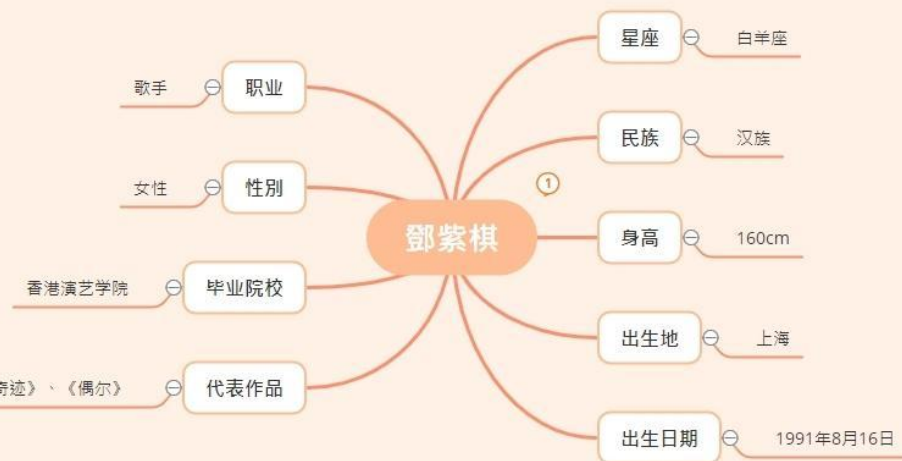 鄧紫棋
1
职业
歌手
性別
女性
毕业院校
香港演艺学院
代表作品
奇迹》、《偶尔》
星座
白羊座
民族
汉族
身高
160cm
出生地
上海
出生日期
1991年8月16日